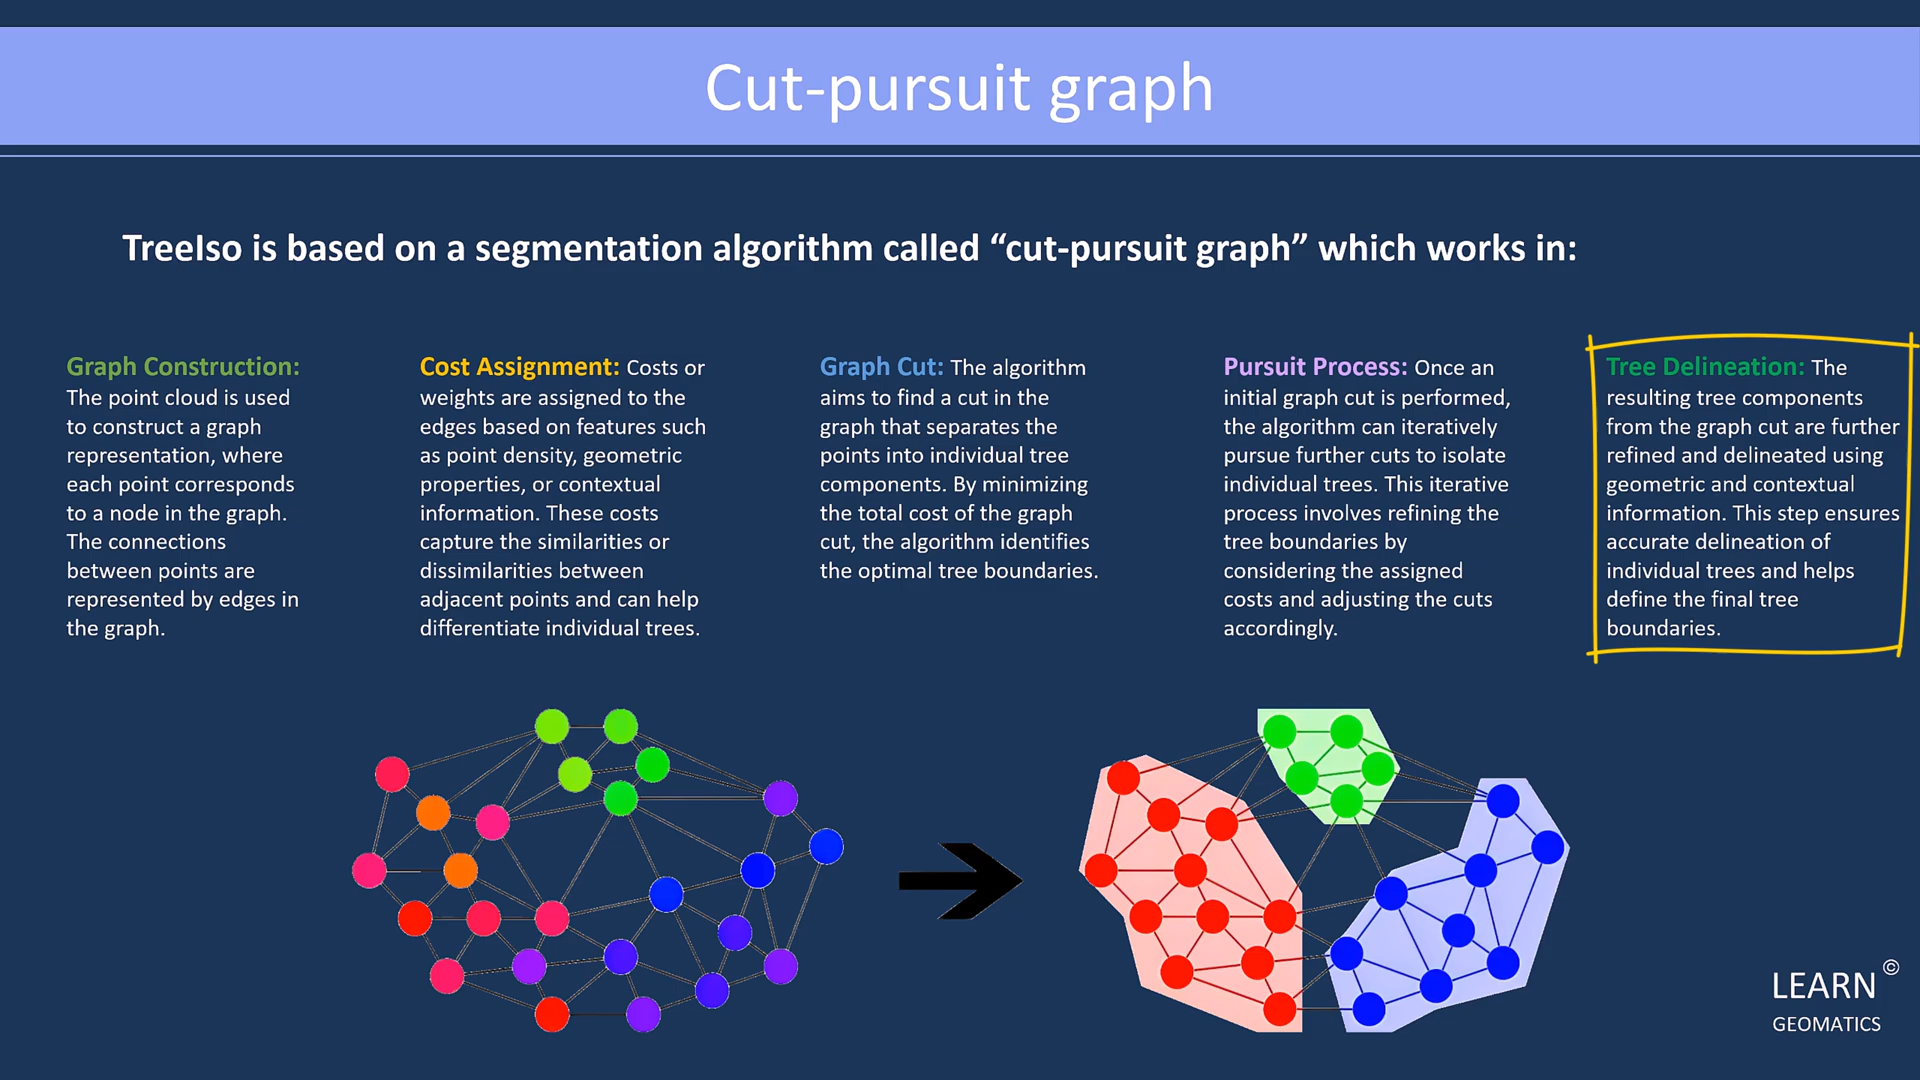 Cut-pursuit graph
TreeIso is based on a segmentation algorithm called “cut-pursuit graph” which works in:
Graph Construction:
The point cloud is used
to construct a graph
representation, where
each point corresponds
to a node in the graph.
The connections
between points are
represented by edges in
the graph.
Cost Assignment: Costs or
weights are assigned to the
edges based on features such
as point density, geometric
properties, or contextual
information. These costs
capture the similarities or
dissimilarities between
adjacent points and can help
differentiate individual trees.
Graph Cut: The algorithm
aims to find a cut in the
graph that separates the
points into individual tree
components. By minimizing
the total cost of the graph
cut, the algorithm identifies
the optimal tree boundaries.
Pursuit Process: Once an
initial graph cut is performed,
the algorithm can iteratively
pursue further cuts to isolate
individual trees. This iterative
process involves refining the
tree boundaries by
considering the assigned
costs and adjusting the cuts
accordingly.
Tree Delineation: The
resulting tree components
from the graph cut are further
refined and delineated using
geometric and contextual
information. This step ensures
accurate delineation of
individual trees and helps
define the final tree
boundaries.
LEARN ©
GEOMATICS